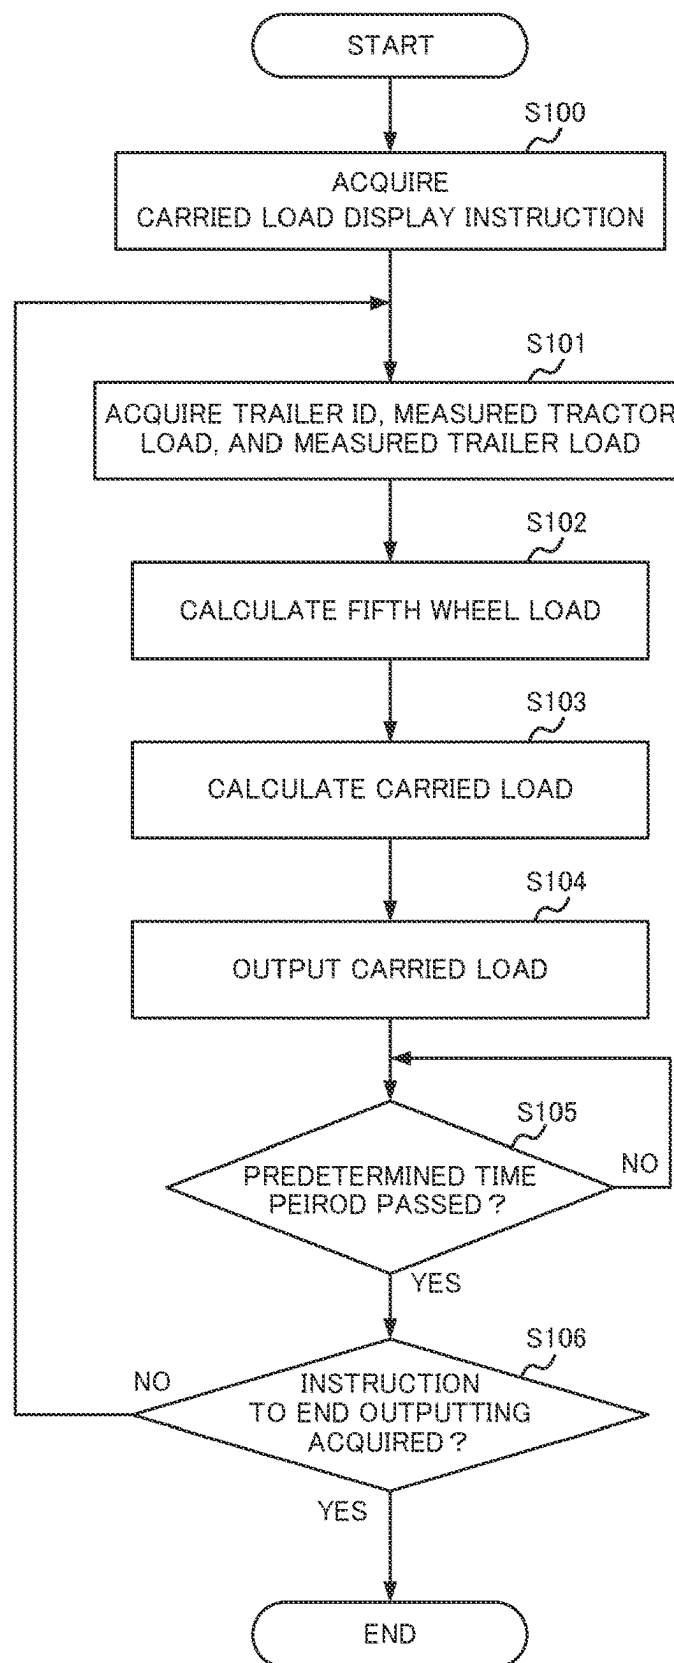 START
S100
ACQUIRE
CARRIED LOAD DISPLAY INSTRUCTION
S101
ACQUIRE TRAILER ID, MEASURED TRACTOR
LOAD, AND MEASURED TRAILER LOAD
S102
CALCULATE FIFTH WHEEL LOAD
S103
CALCULATE CARRIED LOAD
S104
OUTPUT CARRIED LOAD
S105
PREDETERMINED TIME
PEIROD PASSED?
NO
YES
S106
INSTRUCTION
TO END OUTPUTTING
ACQUIRED?
NO
YES
END